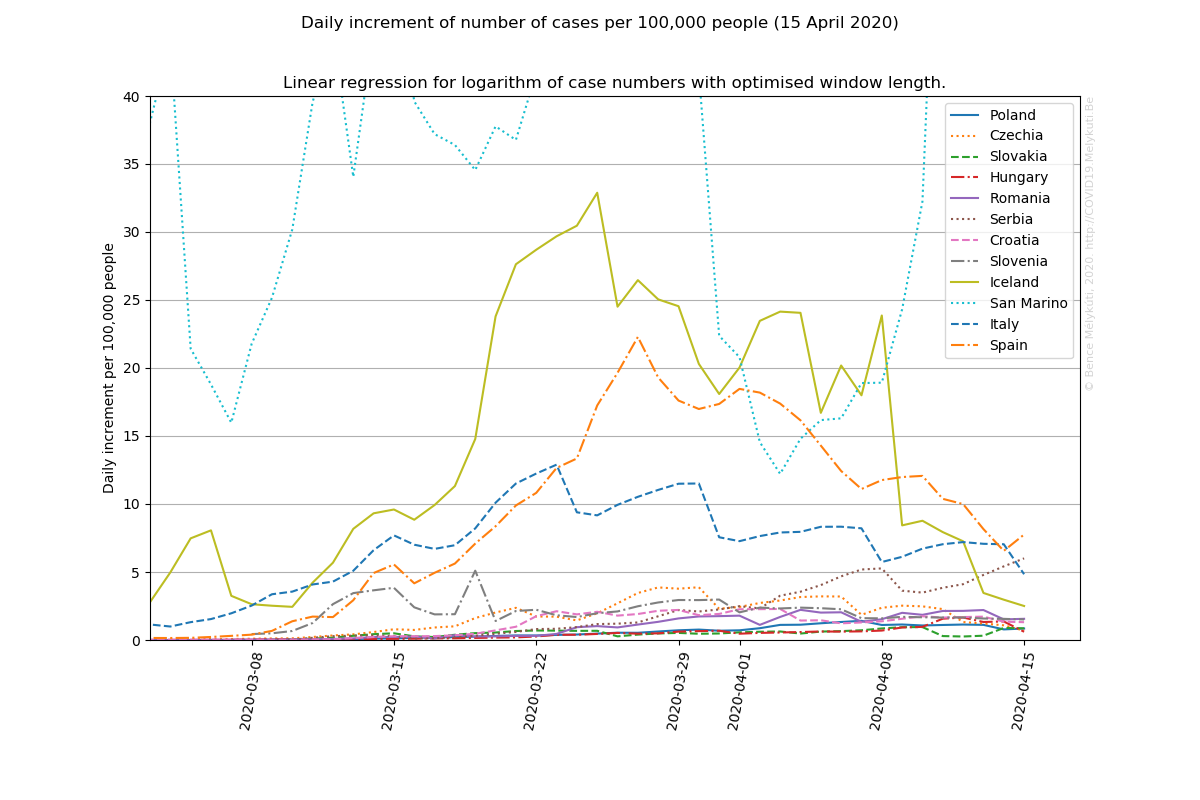 Daily increment of number of cases per 100,000 people (15 April 2020)
Linear regression for logarithm of case numbers with optimised window length.
Daily increment per 100,000 people
40
35
30
25
20
15
10
5
0
2020-03-08
2020-03-15
2020-03-22
2020-03-29
2020-04-01
2020-04-08
2020-04-15
Poland
Czechia
Slovakia
Hungary
Romania
Serbia
Croatia
Slovenia
Iceland
San Marino
Italy
Spain
© Bence Mélykúti, 2020. http://COVID19.Melykuti.Be